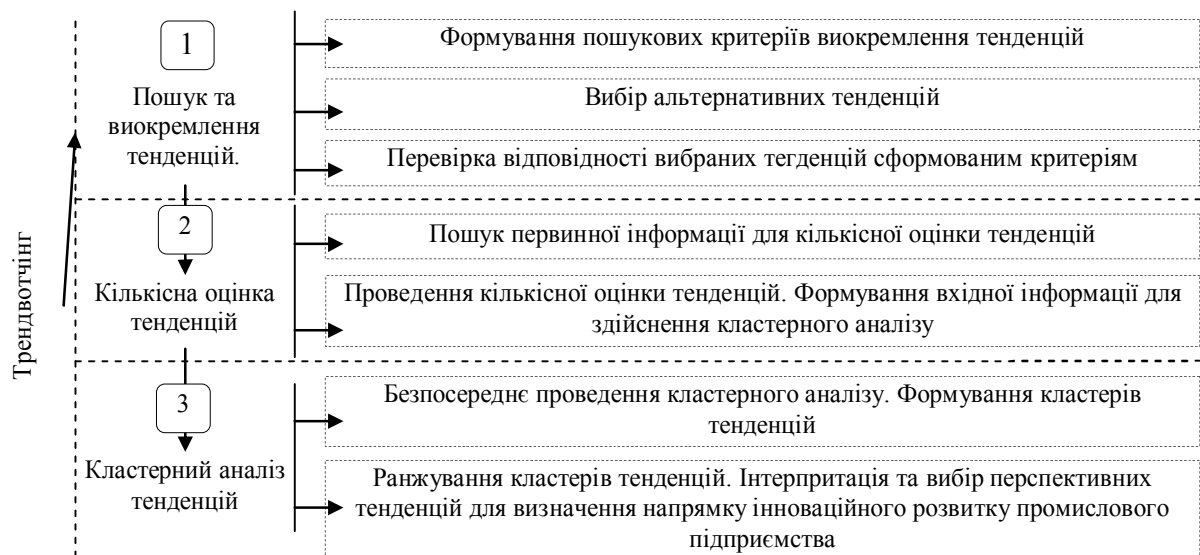 Трендвотчінг
1
Пошук та
виокремлення
тенденцій.
Формування пошукових критеріїв виокремлення тенденцій
Вибір альтернативних тенденцій
Перевірка відповідності вибраних тегденцій сформованим критеріям
2
Кількісна оцінка
тенденцій
Пошук первинної інформації для кількісної оцінки тенденцій
Проведення кількісної оцінки тенденцій. Формування вхідної інформації для
здійснення кластерного аналізу
3
Кластерний аналіз
тенденцій
Безпосереднє проведення кластерного аналізу. Формування кластерів
тенденцій
Ранжування кластерів тенденцій. Інтерпритація та вибір перспективних
тенденцій для визначення напрямку інноваційного розвитку промислового
підприємства